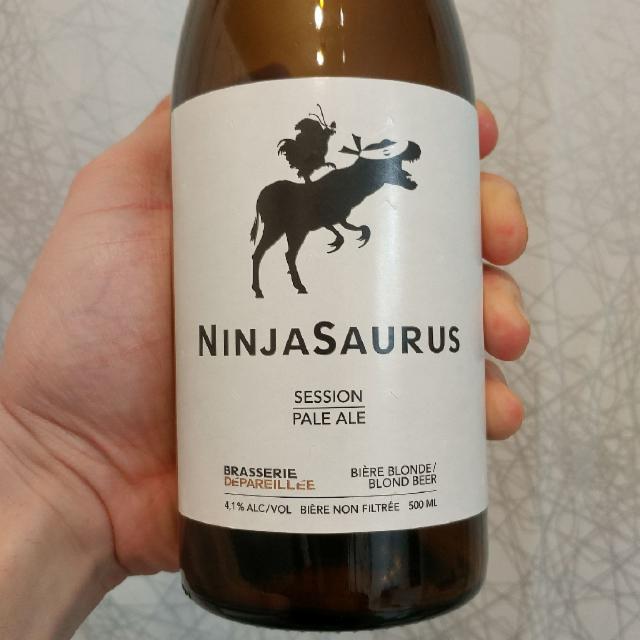 NINJASAURUS
SESSION
PALE ALE
BRASSERIE
DÉPAREILLÉE
BIÈRE BLONDE/
BLOND BEER
4,1% ALC/VOL BIÈRE NON FILTRÉE 500 ML